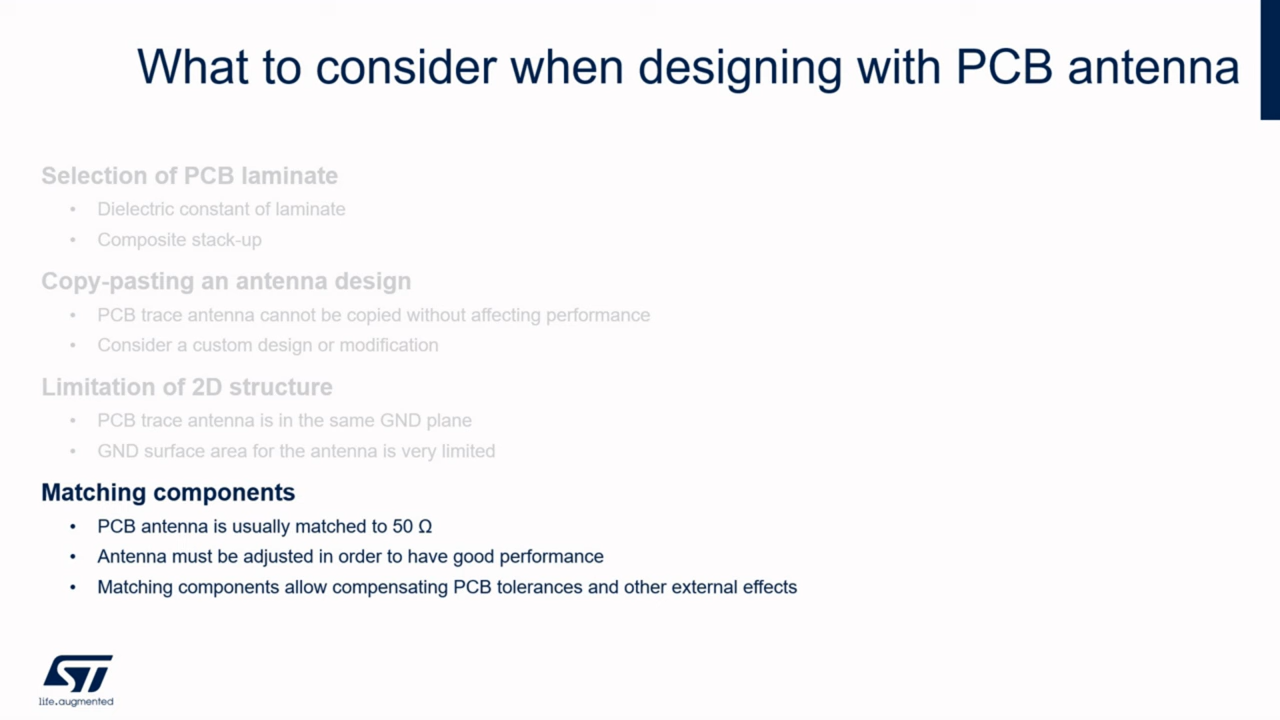 What to consider when designing with PCB antenna
Selection of PCB laminate
• Dielectric constant of laminate
• Composite stack-up
Copy-pasting an antenna design
• PCB trace antenna cannot be copied without affecting performance
• Consider a custom design or modification
Limitation of 2D structure
• PCB trace antenna is in the same GND plane
• GND surface area for the antenna is very limited
Matching components
• PCB antenna is usually matched to 50 Ω
• Antenna must be adjusted in order to have good performance
• Matching components allow compensating PCB tolerances and other external effects
ST
life.augmented